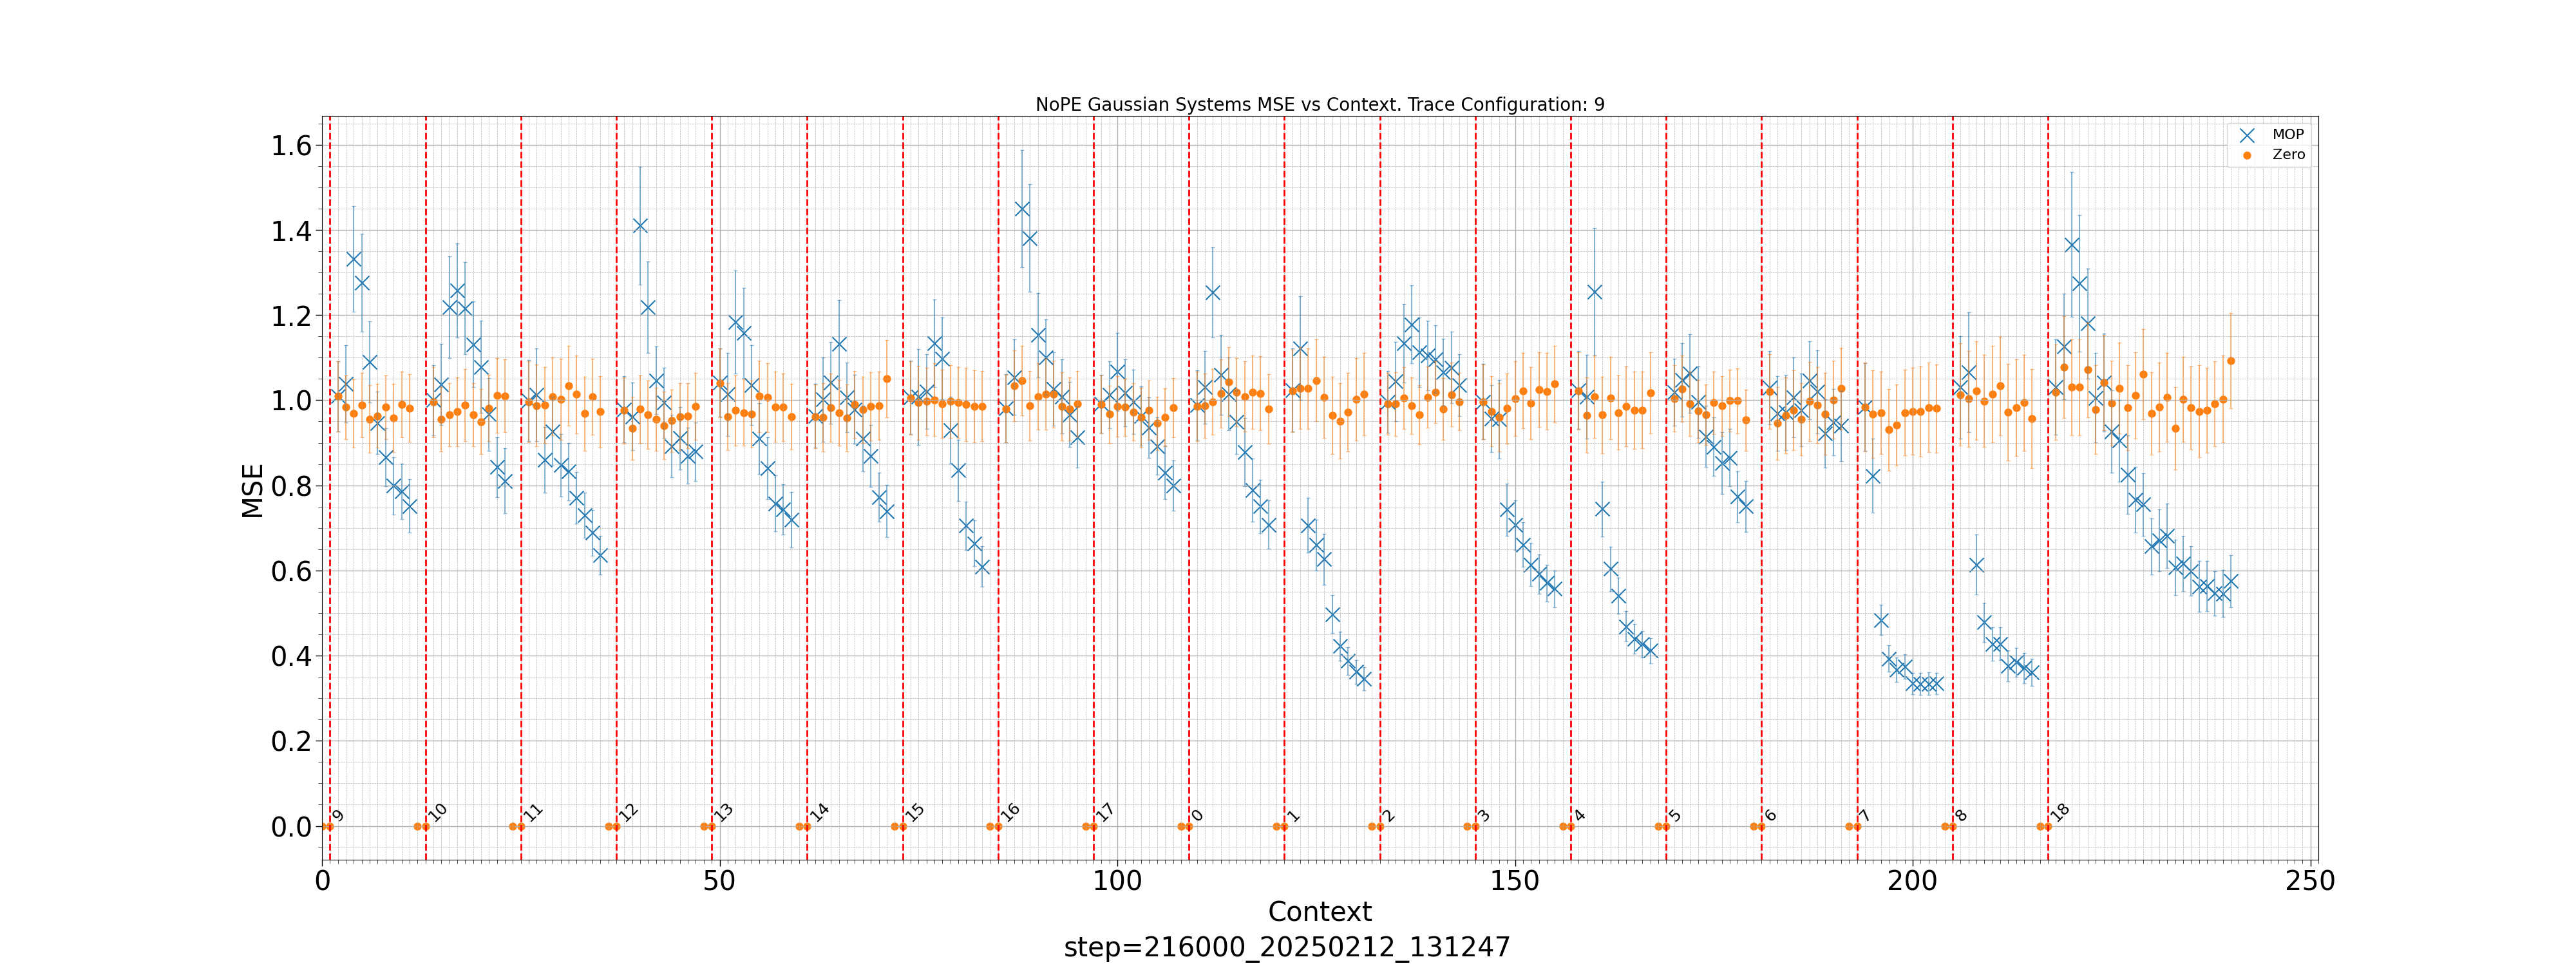 NoPE Gaussian Systems MSE vs Context. Trace Configuration: 9
MOP
Zero
MSE
1.6
1.4
1.2
1.0
0.8
0.6
0.4
0.2
0.0
9 10 11 12 13 14 15 16 17 0 1 2 3 4 5 6 7 8 18
0 50 100 150 200 250
Context
step=216000_20250212_131247